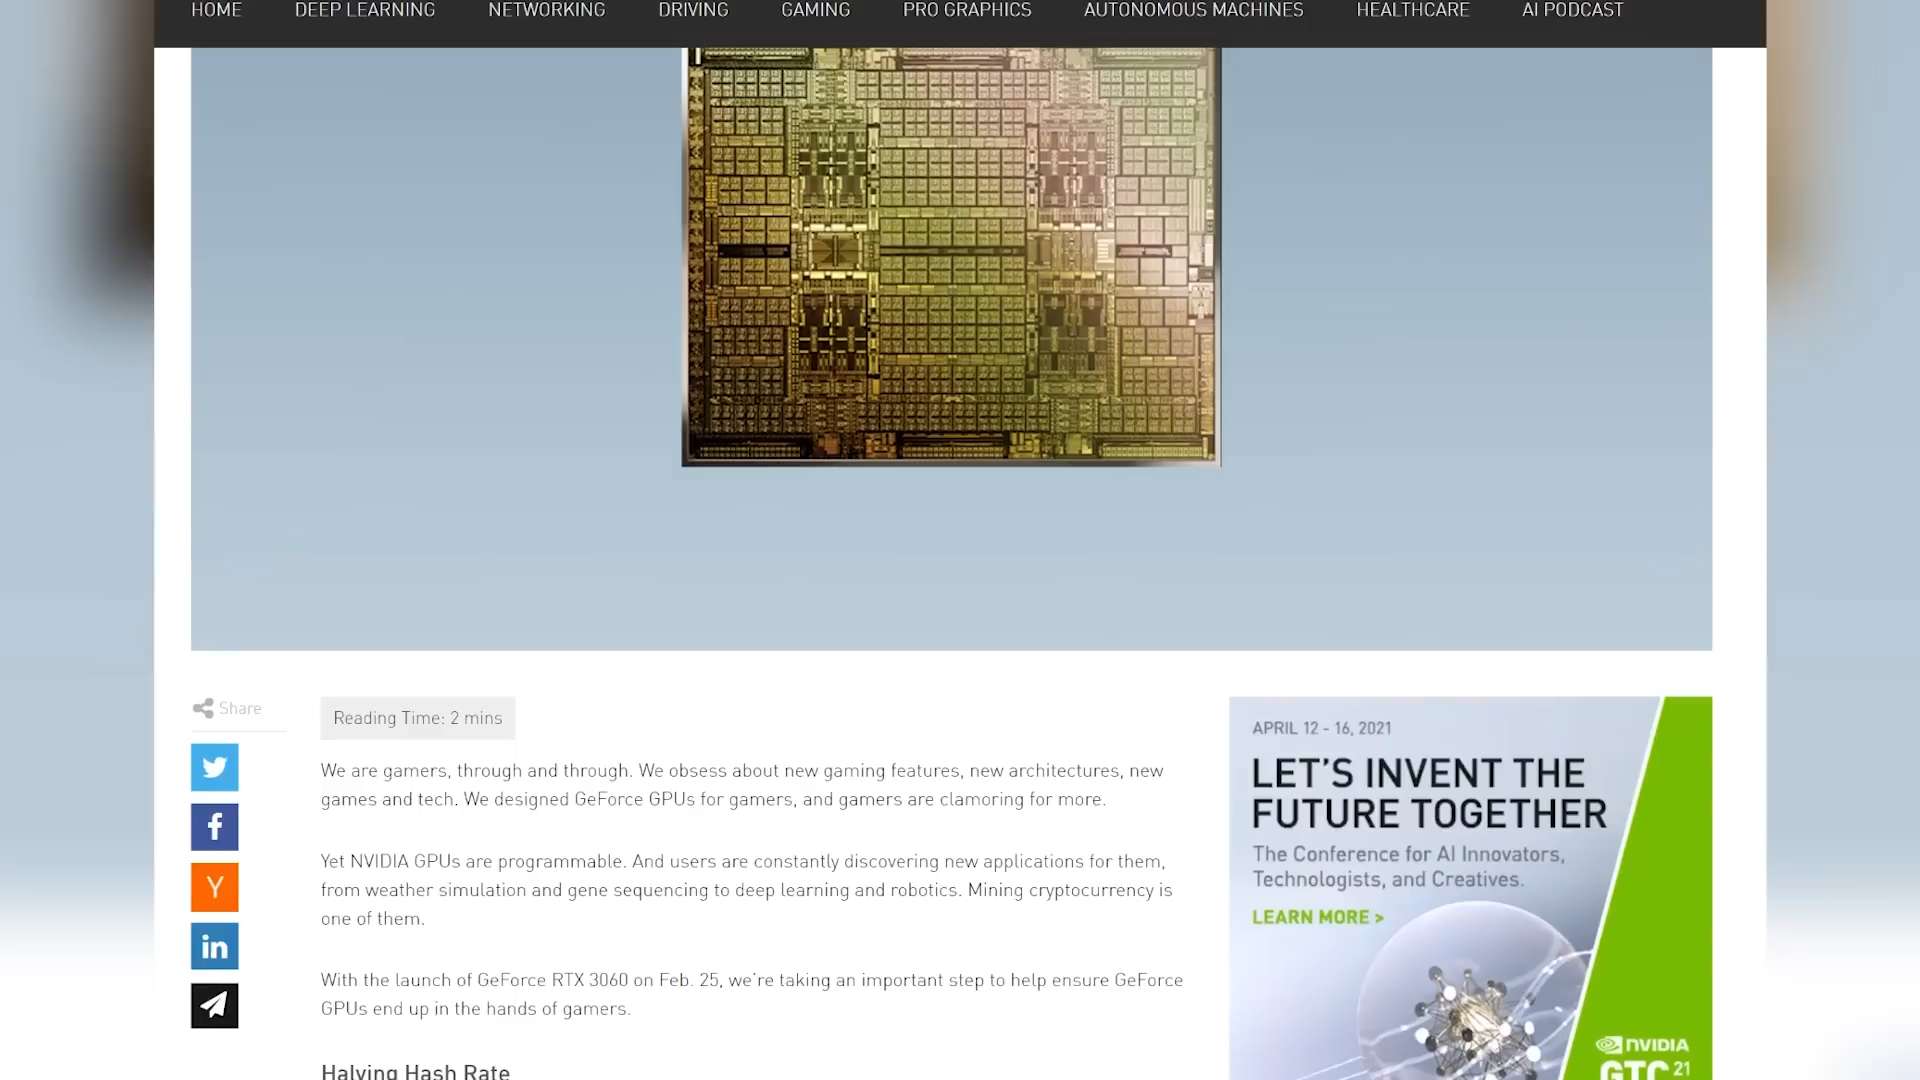 HOME DEEP LEARNING NETWORKING DRIVING GAMING PRO GRAPHICS AUTONOMOUS MACHINES HEALTHCARE AI PODCAST
Share
Reading Time: 2 mins
We are gamers, through and through. We obsess about new gaming features, new architectures, new
games and tech. We designed GeForce GPUs for gamers, and gamers are clamoring for more.
Yet NVIDIA GPUs are programmable. And users are constantly discovering new applications for them,
from weather simulation and gene sequencing to deep learning and robotics. Mining cryptocurrency is
one of them.
With the launch of GeForce RTX 3060 on Feb. 25, we're taking an important step to help ensure GeForce
GPUs end up in the hands of gamers.
Halving Hash Rate
APRIL 12 - 16, 2021
LET'S INVENT THE
FUTURE TOGETHER
The Conference for AI Innovators,
Technologists, and Creatives.
LEARN MORE >
NVIDIA
GTC 21